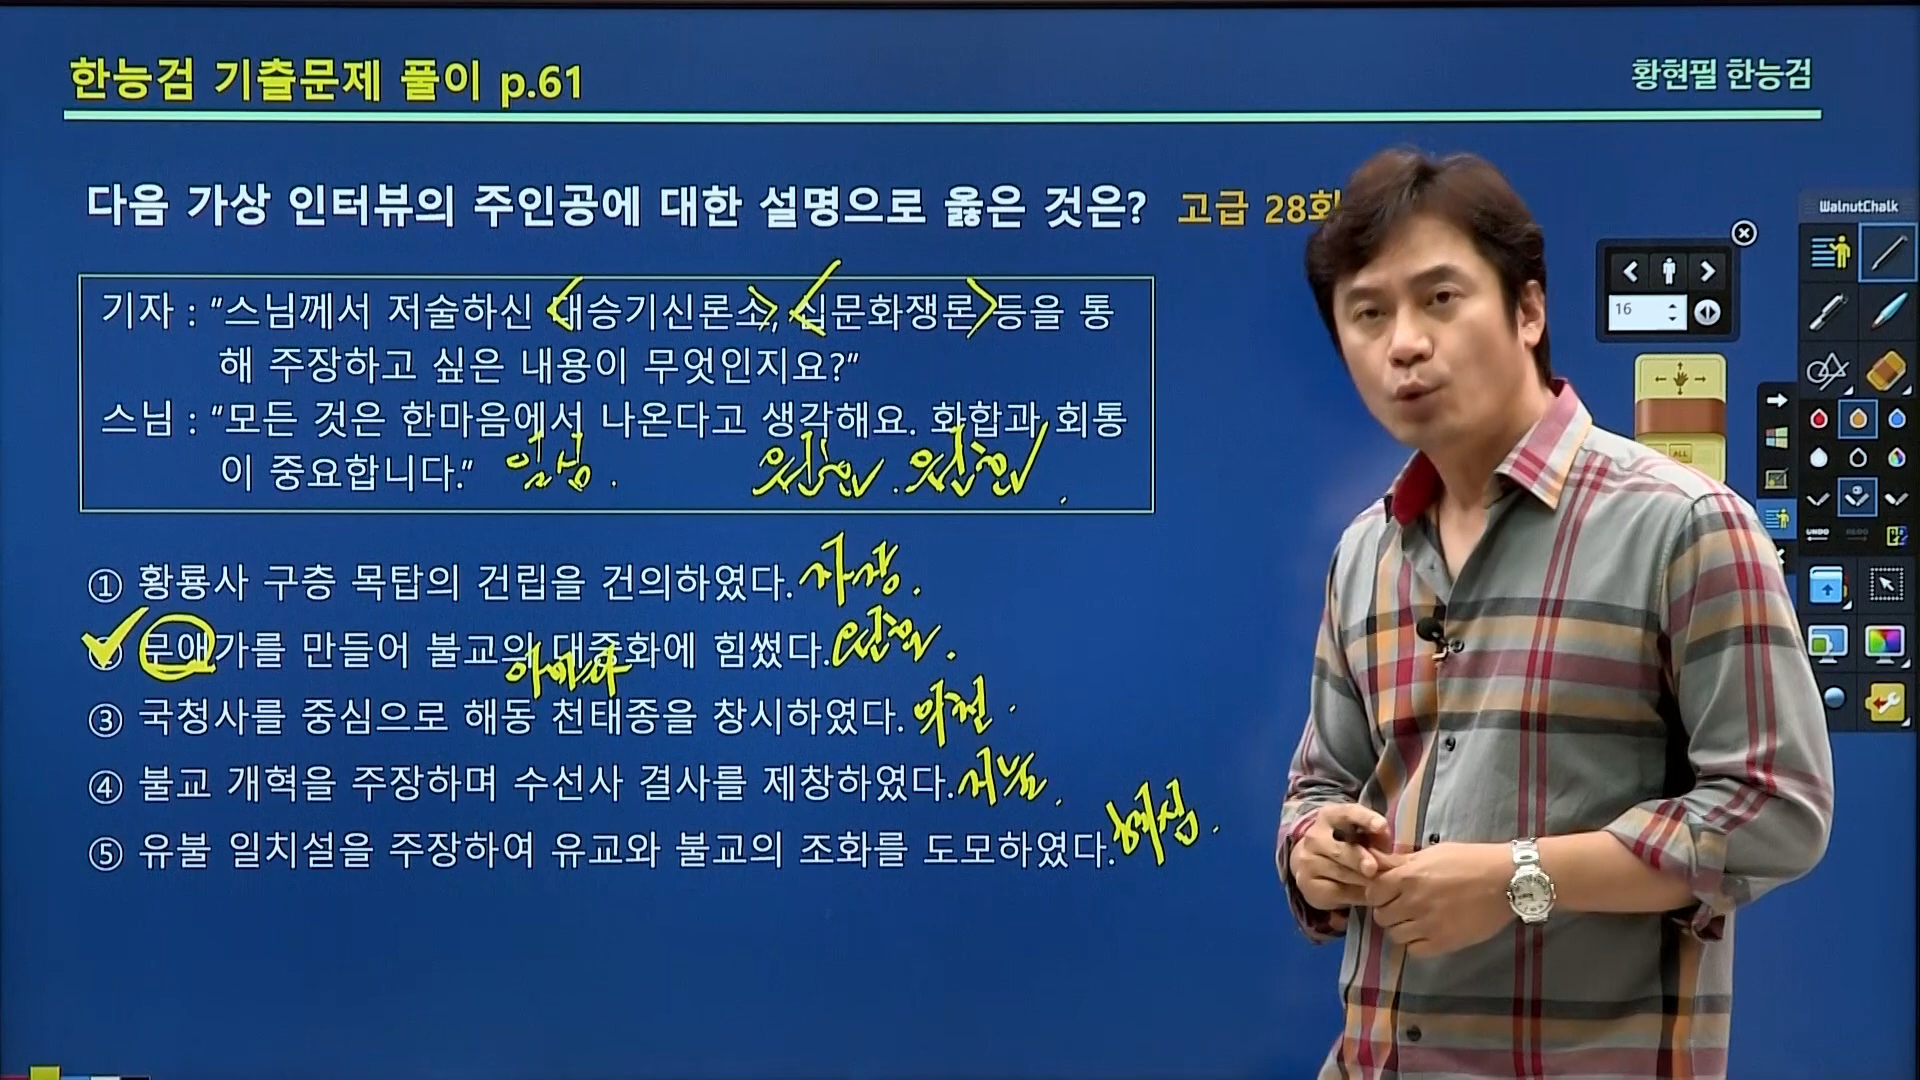 한능검 기출문제 풀이 p.61
황현필 한능검
다음 가상 인터뷰의 주인공에 대한 설명으로 옳은 것은? 고급 28회
기자 : “스님께서 저술하신 <대승기신론소>, <십문화쟁론> 등을 통
해 주장하고 싶은 내용이 무엇인지요?”
스님 : “모든 것은 한마음에서 나온다고 생각해요. 화합과 회통
이 중요합니다.” 일심. 원효. 원효.
① 황룡사 구층 목탑의 건립을 건의하였다. 자장.
② 무애가를 만들어 불교의 대중화에 힘썼다. 원효.
아미타
③ 국청사를 중심으로 해동 천태종을 창시하였다. 의천.
④ 불교 개혁을 주장하며 수선사 결사를 제창하였다. 지눌.
⑤ 유불 일치설을 주장하여 유교와 불교의 조화를 도모하였다. 혜심.
WalnutChalk
16
ALL
UNDO
REDO